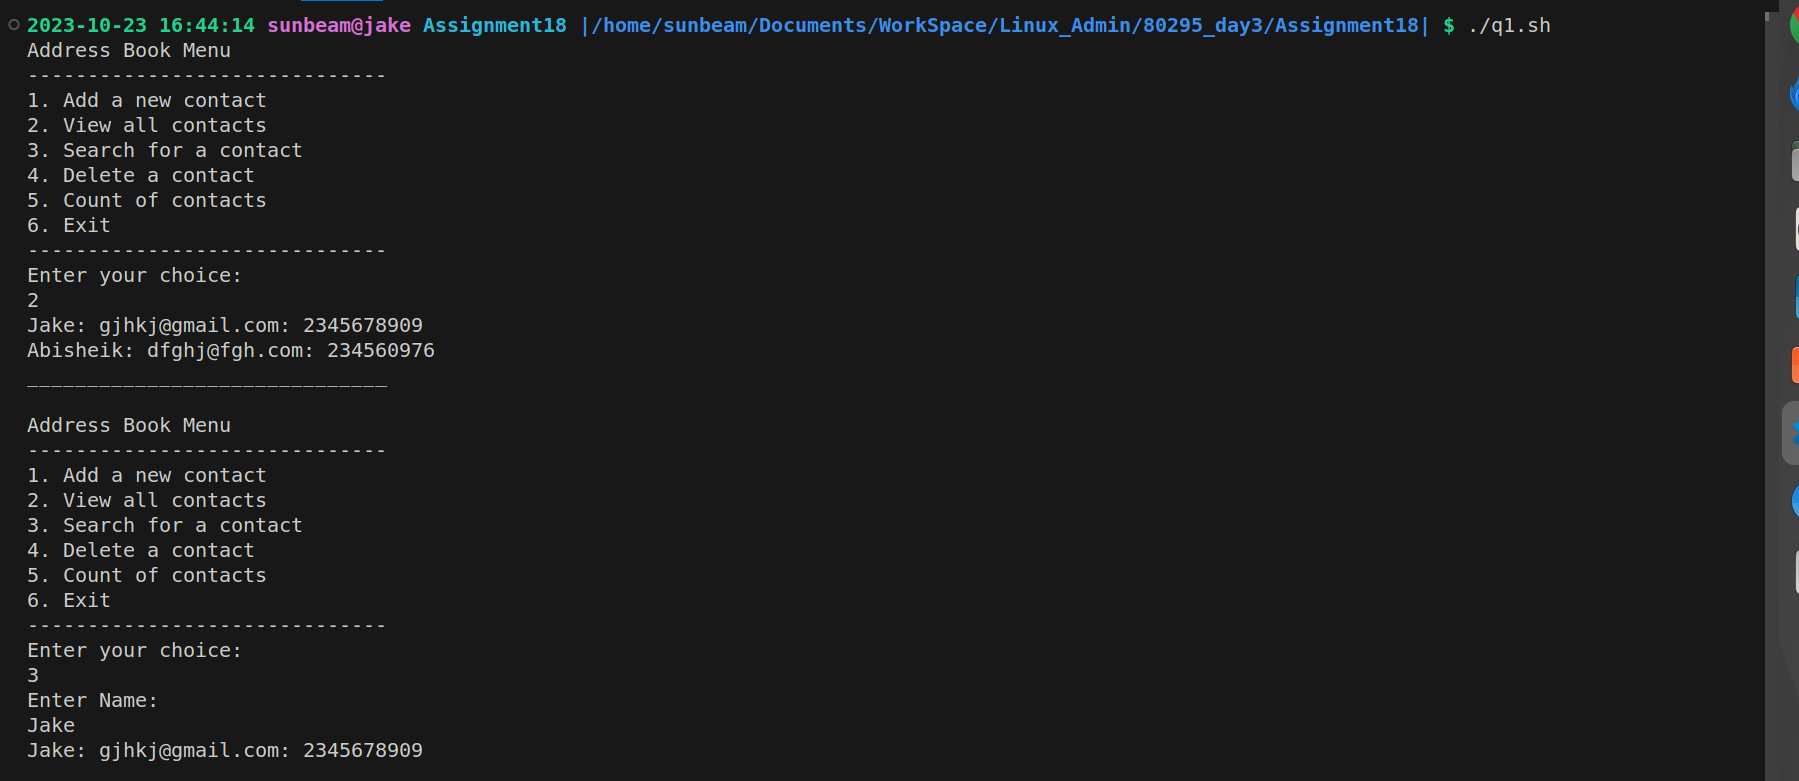 2023-10-23 16:44:14 sunbeam@jake Assignment18 |/home/sunbeam/Documents/WorkSpace/Linux_Admin/80295_day3/Assignment18| $ ./q1.sh
Address Book Menu
------------------------------
1. Add a new contact
2. View all contacts
3. Search for a contact
4. Delete a contact
5. Count of contacts
6. Exit
------------------------------
Enter your choice:
2
Jake: gjhkj@gmail.com: 2345678909
Abisheik: dfghj@fgh.com: 234560976
______________________________
Address Book Menu
------------------------------
1. Add a new contact
2. View all contacts
3. Search for a contact
4. Delete a contact
5. Count of contacts
6. Exit
------------------------------
Enter your choice:
3
Enter Name:
Jake
Jake: gjhkj@gmail.com: 2345678909